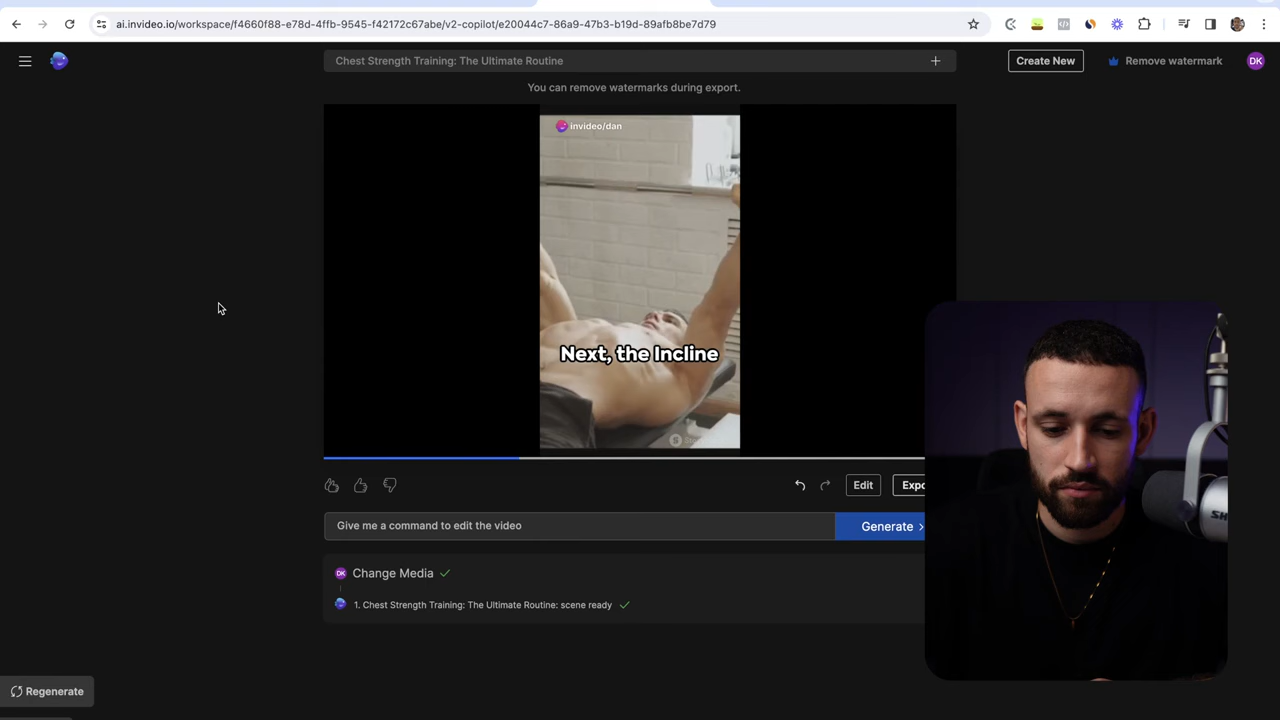 ai.invideo.io/workspace/f4660f88-e78d-4ffb-9545-f42172c67abe/v2-copilot/e20044c7-86a9-47b3-b19d-89afb8be7d79
Chest Strength Training: The Ultimate Routine
Create New
Remove watermark
DK
You can remove watermarks during export.
invideo/dan
Next, the Incline
Edit
Expo
Give me a command to edit the video
Generate
DK Change Media
1. Chest Strength Training: The Ultimate Routine: scene ready
Regenerate
SH